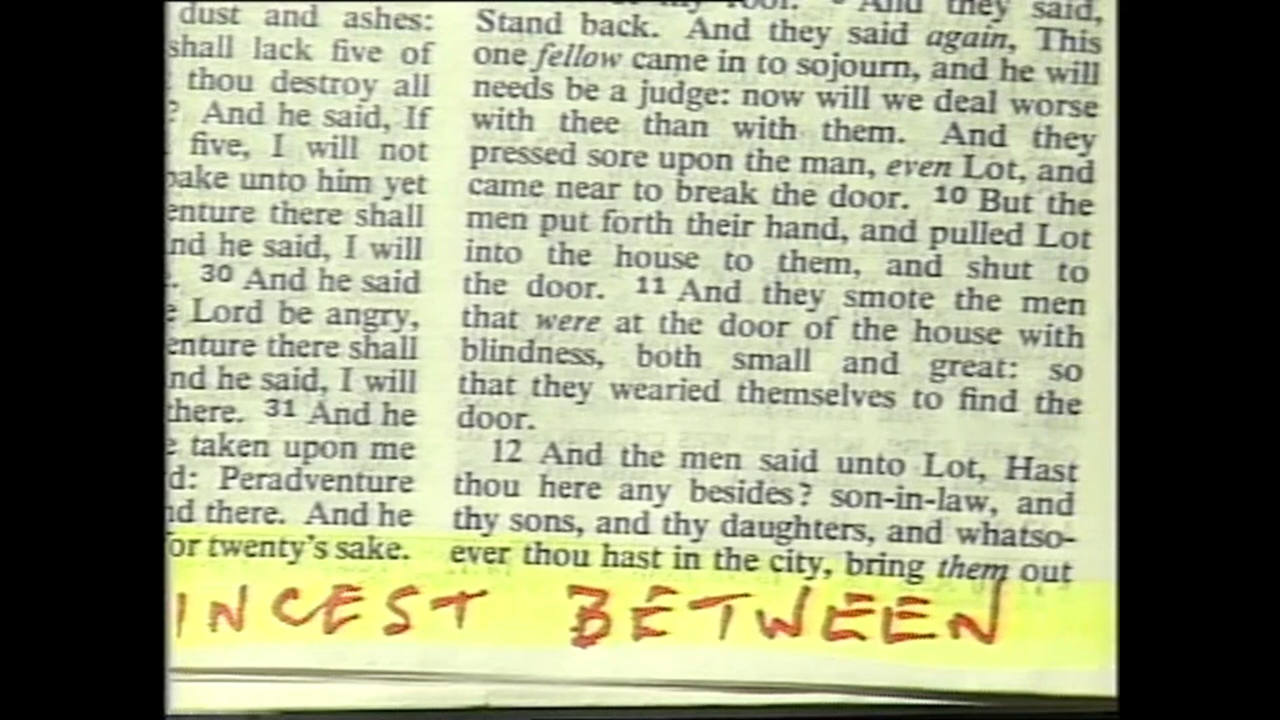 dust and ashes:
shall lack five of
thou destroy all
? And he said, If
five, I will not
unto him yet
there shall
he said, I will
30 And he said
Lord be angry,
there shall
he said, I will
there. 31 And he
taken upon me
Peradventure
there. And he
for twenty's sake.
And they said,
Stand back. And they said again, This
one fellow came in to sojourn, and he will
needs be a judge: now will we deal worse
with thee than with them. And they
pressed sore upon the man, even Lot, and
came near to break the door. 10 But the
men put forth their hand, and pulled Lot
into the house to them, and shut to
the door. 11 And they smote the men
that were at the door of the house with
blindness, both small and great: so
that they wearied themselves to find the
door.
12 And the men said unto Lot, Hast
thou here any besides? son-in-law, and
thy sons, and thy daughters, and whatso-
ever thou hast in the city, bring them out
INCEST BETWEEN